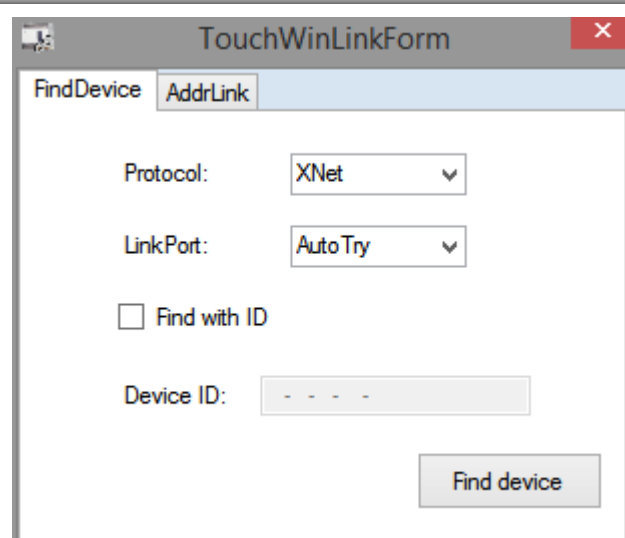 TouchWinLinkForm
FindDevice AddrLink
Protocol: XNet
LinkPort: AutoTry
Find with ID
Device ID: - - - -
Find device